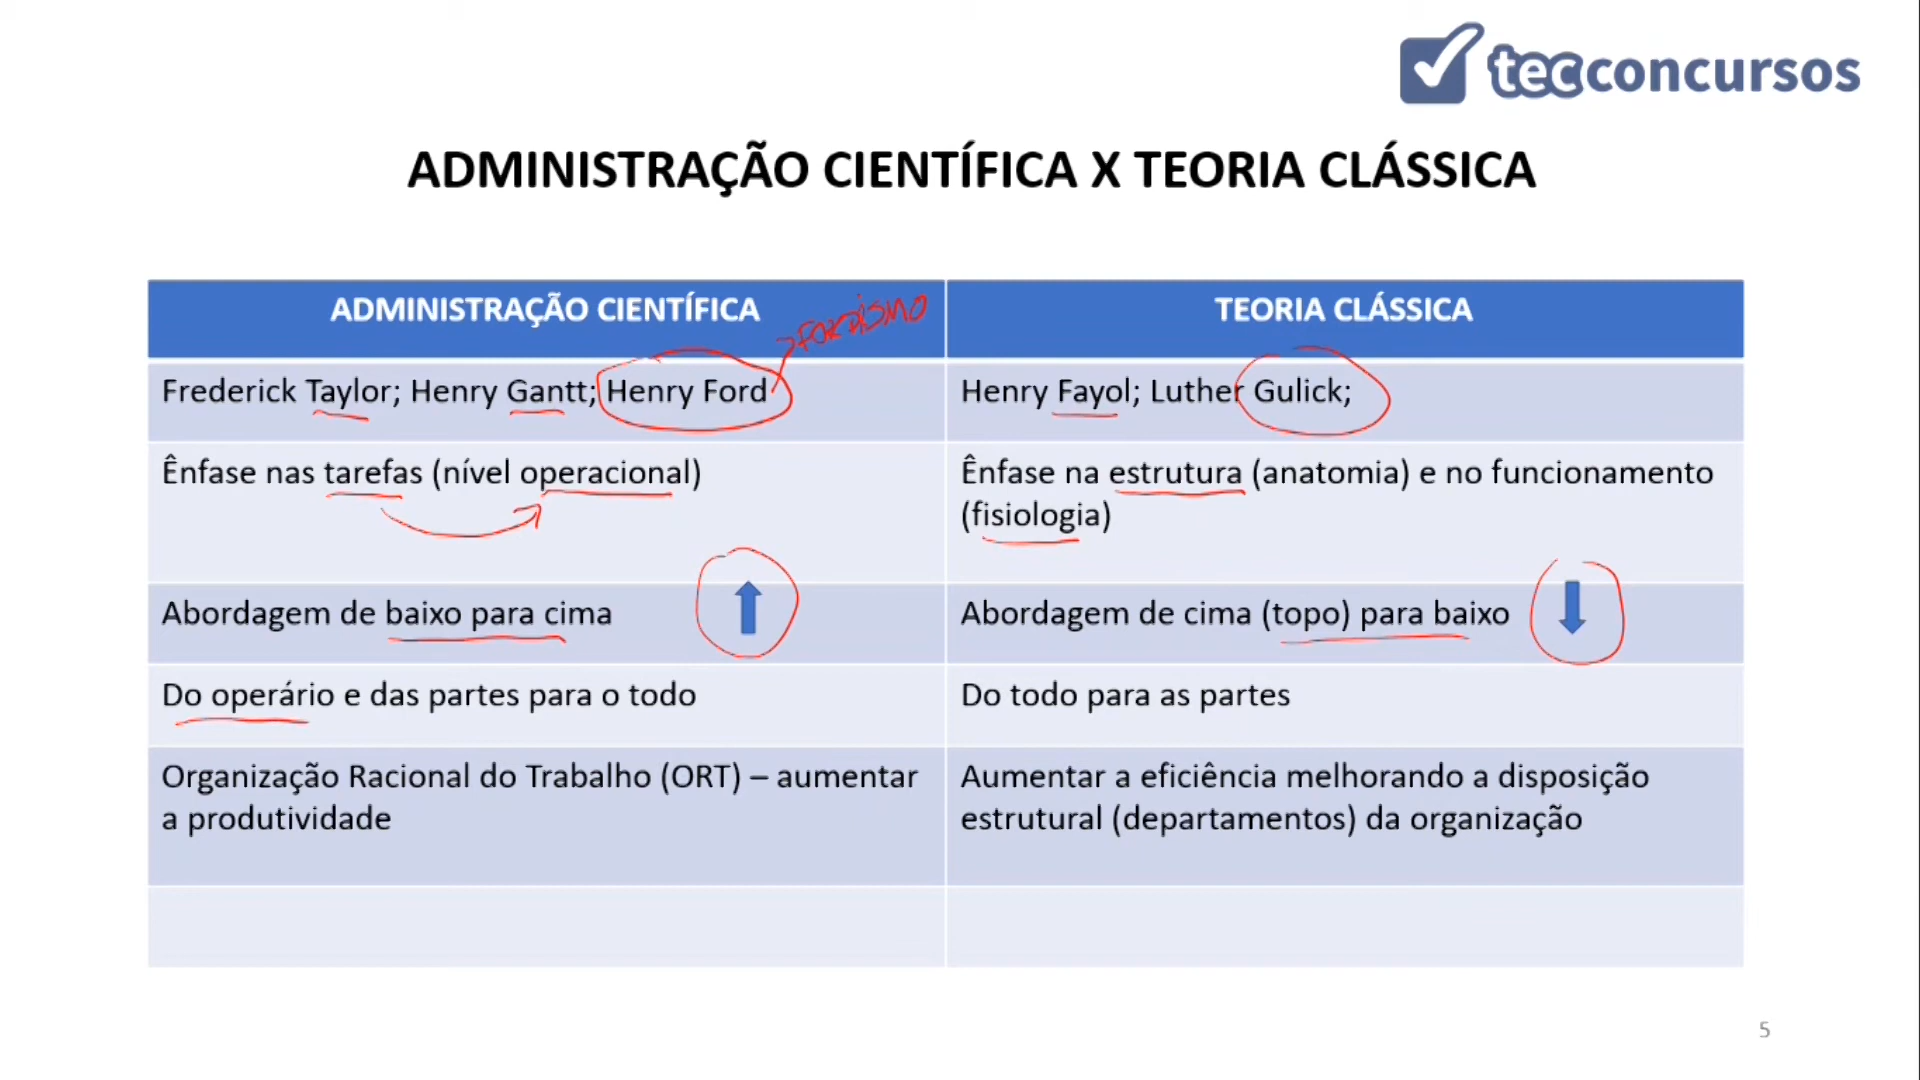 tecconcursos
ADMINISTRAÇÃO CIENTÍFICA X TEORIA CLÁSSICA
ADMINISTRAÇÃO CIENTÍFICA
FORDISMO
TEORIA CLÁSSICA
Frederick Taylor; Henry Gantt; Henry Ford
Henry Fayol; Luther Gulick;
Ênfase nas tarefas (nível operacional)
Ênfase na estrutura (anatomia) e no funcionamento
(fisiologia)
Abordagem de baixo para cima
Abordagem de cima (topo) para baixo
Do operário e das partes para o todo
Do todo para as partes
Organização Racional do Trabalho (ORT) – aumentar
a produtividade
Aumentar a eficiência melhorando a disposição
estrutural (departamentos) da organização
5